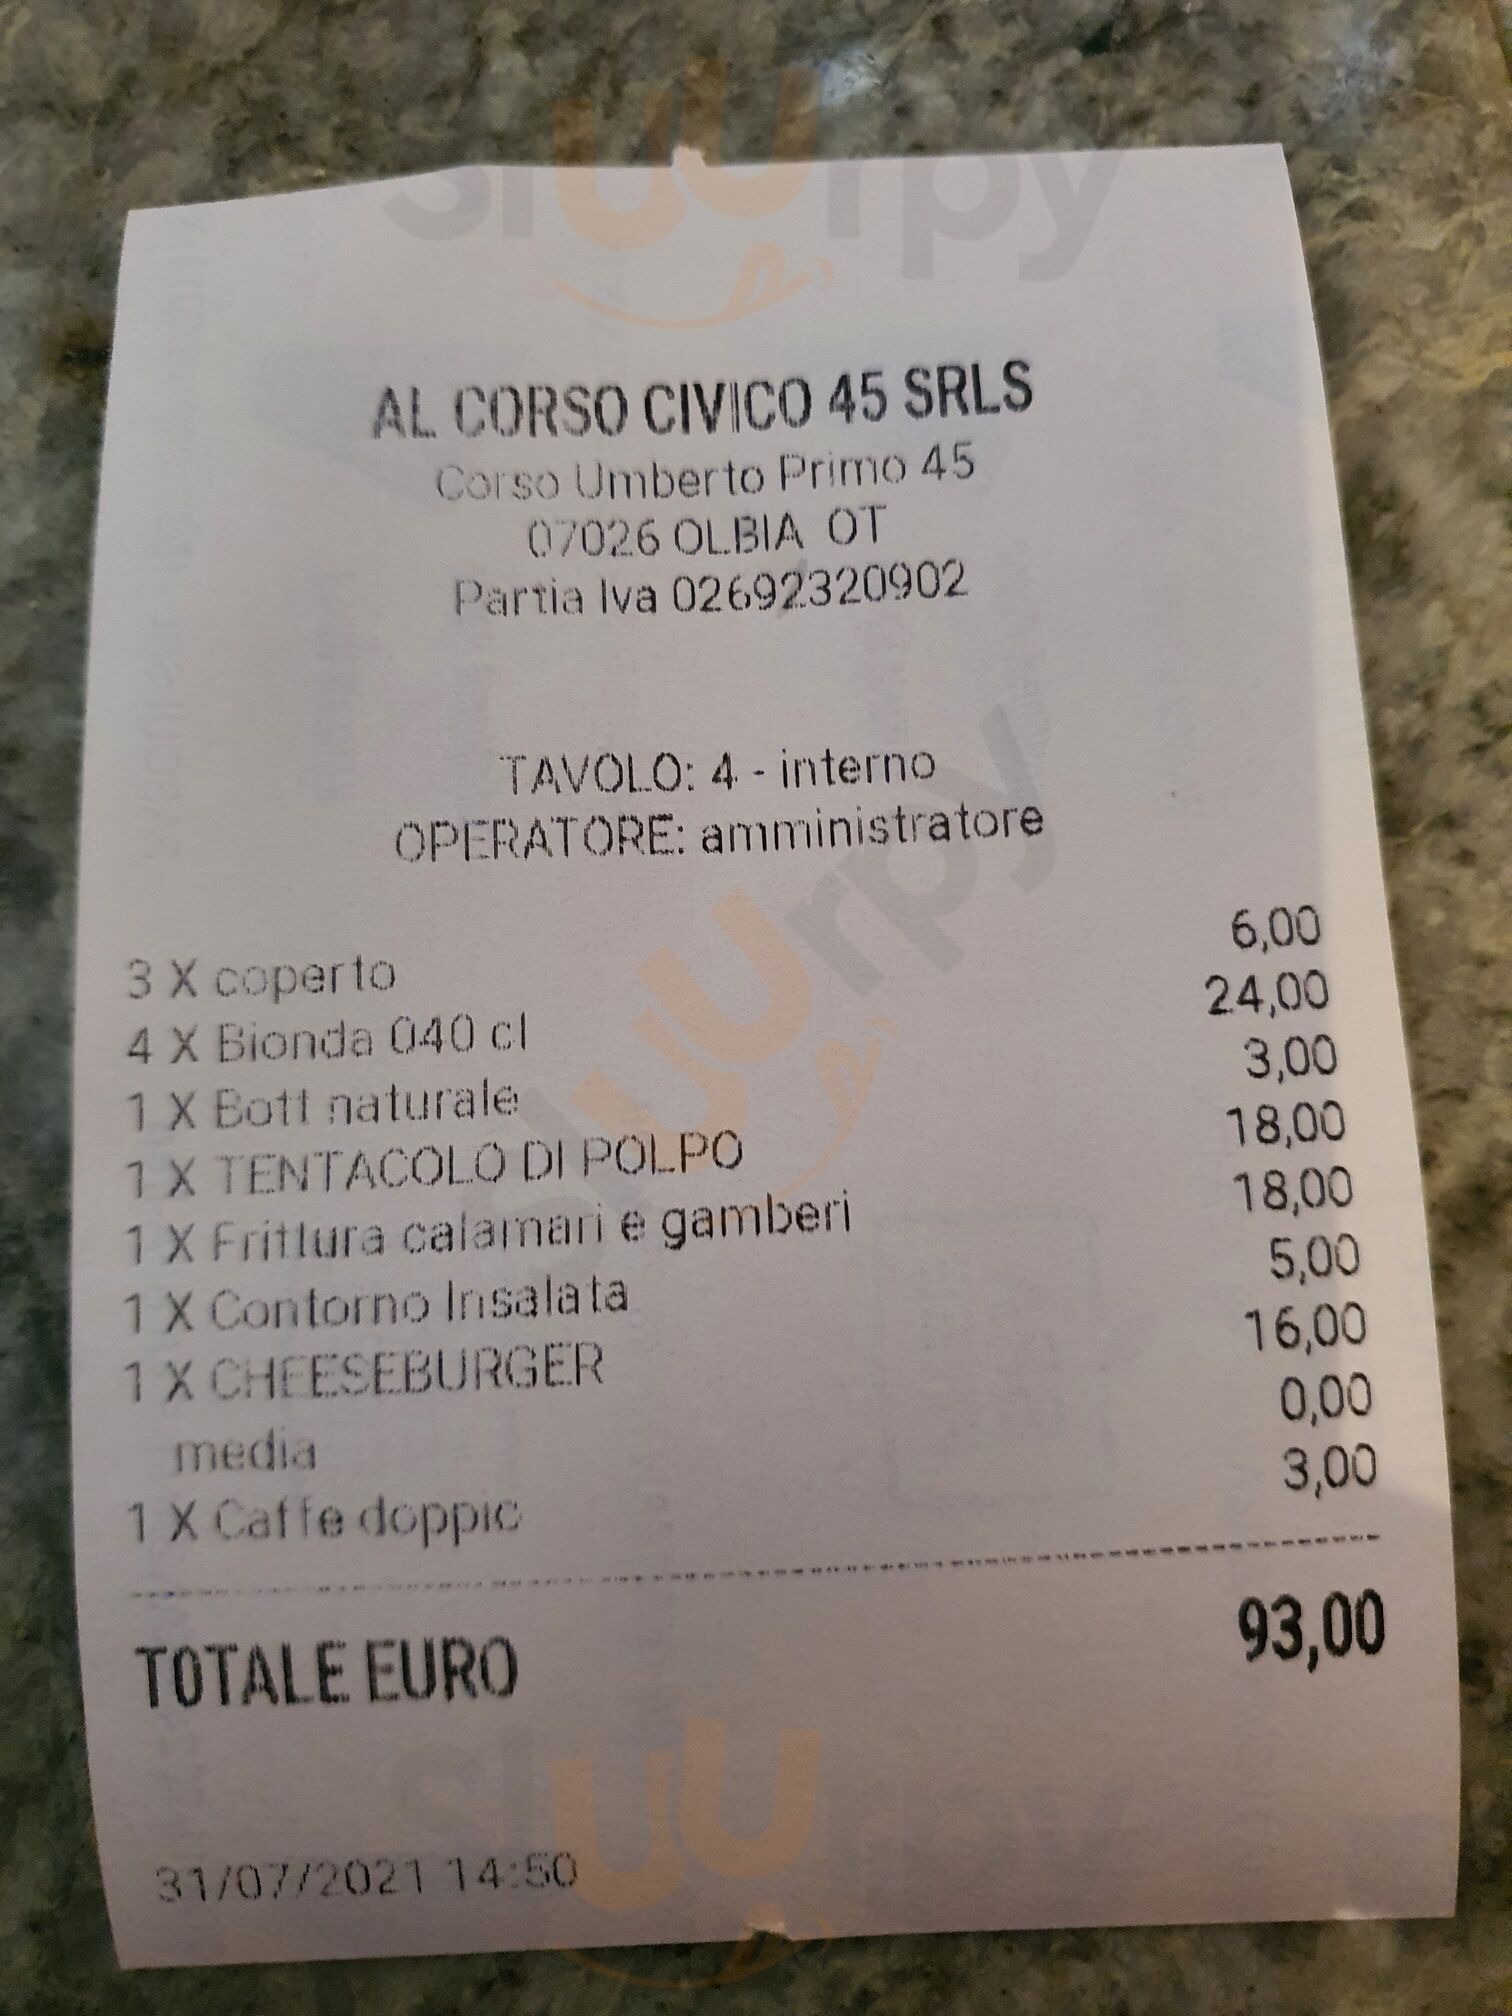 sluurpy
AL CORSO CIVICO 45 SRLS
Corso Umberto Primo 45
07026 OLBIA OT
Partia Iva 02692320902
TAVOLO: 4 - interno
OPERATORE: amministratore
3 X coperto 6,00
4 X Bionda 040 cl 24,00
1 X Bott naturale 3,00
1 X TENTACOLO DI POLPO 18,00
1 X Frittura calamari e gamberi 18,00
1 X Contorno Insalata 5,00
1 X CHEESEBURGER 16,00
media 0,00
1 X Caffe doppio 3,00
TOTALE EURO 93,00
31/07/2021 14:50
sluurpy
sluurpy